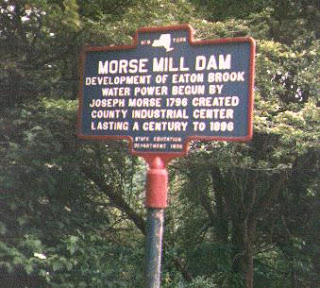 NEW YORK
MORSE MILL DAM
DEVELOPMENT OF EATON BROOK
WATER POWER BEGUN BY
JOSEPH MORSE 1796 CREATED
COUNTY INDUSTRIAL CENTER
LASTING A CENTURY TO 1896
STATE EDUCATION
DEPARTMENT 1936